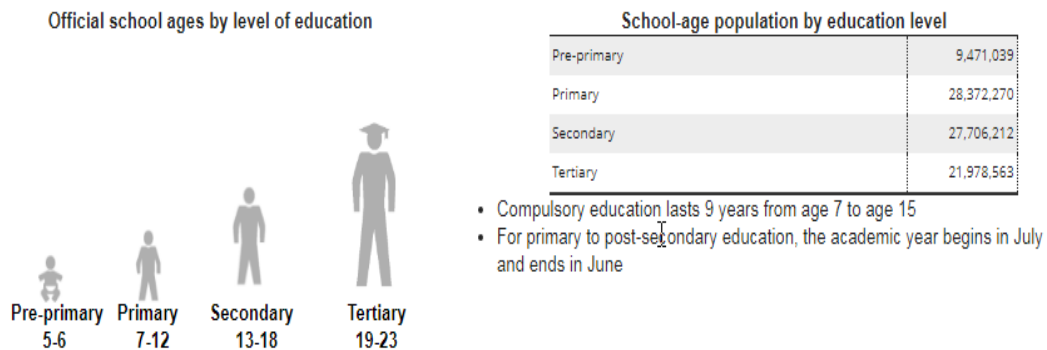 Official school ages by level of education
Pre-primary Primary Secondary Tertiary
5-6 7-12 13-18 19-23
School-age population by education level
Pre-primary 9,471,039
Primary 28,372,270
Secondary 27,706,212
Tertiary 21,978,563
• Compulsory education lasts 9 years from age 7 to age 15
• For primary to post-secondary education, the academic year begins in July
and ends in June